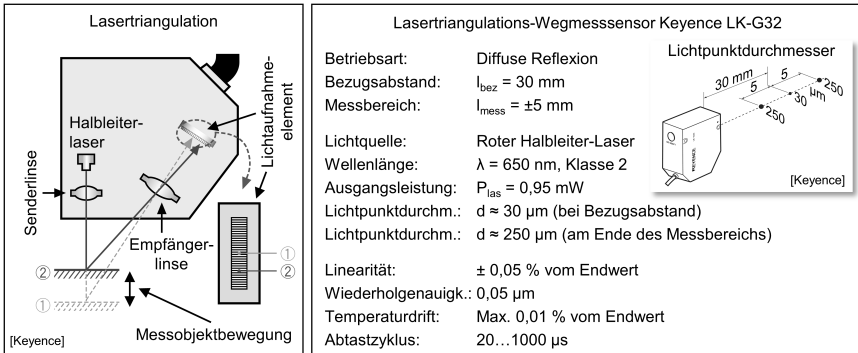 Lasertriangulation
Halbleiter-
laser
Senderlinse
Lichtaufnahme-
element
Empfänger-
linse
①
②
②
①
Messobjektbewegung
[Keyence]
Lasertriangulations-Wegmesssensor Keyence LK-G32
Betriebsart: Diffuse Reflexion
Bezugsabstand: lbez = 30 mm
Messbereich: lmess = ±5 mm
Lichtquelle: Roter Halbleiter-Laser
Wellenlänge: λ = 650 nm, Klasse 2
Ausgangsleistung: Plas = 0,95 mW
Lichtpunktdurchm.: d ≈ 30 µm (bei Bezugsabstand)
Lichtpunktdurchm.: d ≈ 250 µm (am Ende des Messbereichs)
Linearität: ± 0,05 % vom Endwert
Wiederholgenauigk.: 0,05 µm
Temperaturdrift: Max. 0,01 % vom Endwert
Abtastzyklus: 20…1000 µs
Lichtpunktdurchmesser
30 mm
5
5
250
30 µm
250
KEYENCE
[Keyence]